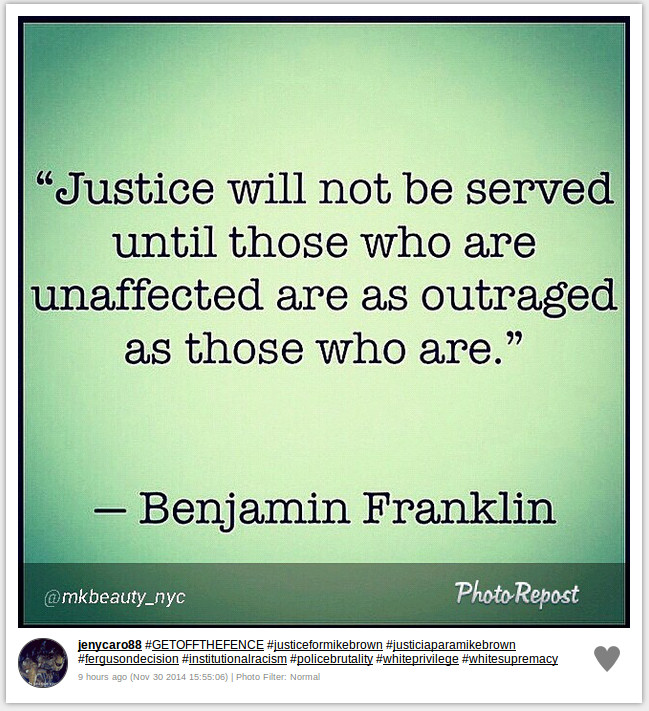 “Justice will not be served
until those who are
unaffected are as outraged
as those who are.”
— Benjamin Franklin
@mkbeauty_nyc
PhotoRepost
jenycaro88 #GETOFFTHEFENCE #justiceformikebrown #justiciaparamikebrown
#fergusondecision #institutionalracism #policebrutality #whiteprivilege #whitesupremacy
9 hours ago (Nov 30 2014 15:55:06) | Photo Filter: Normal